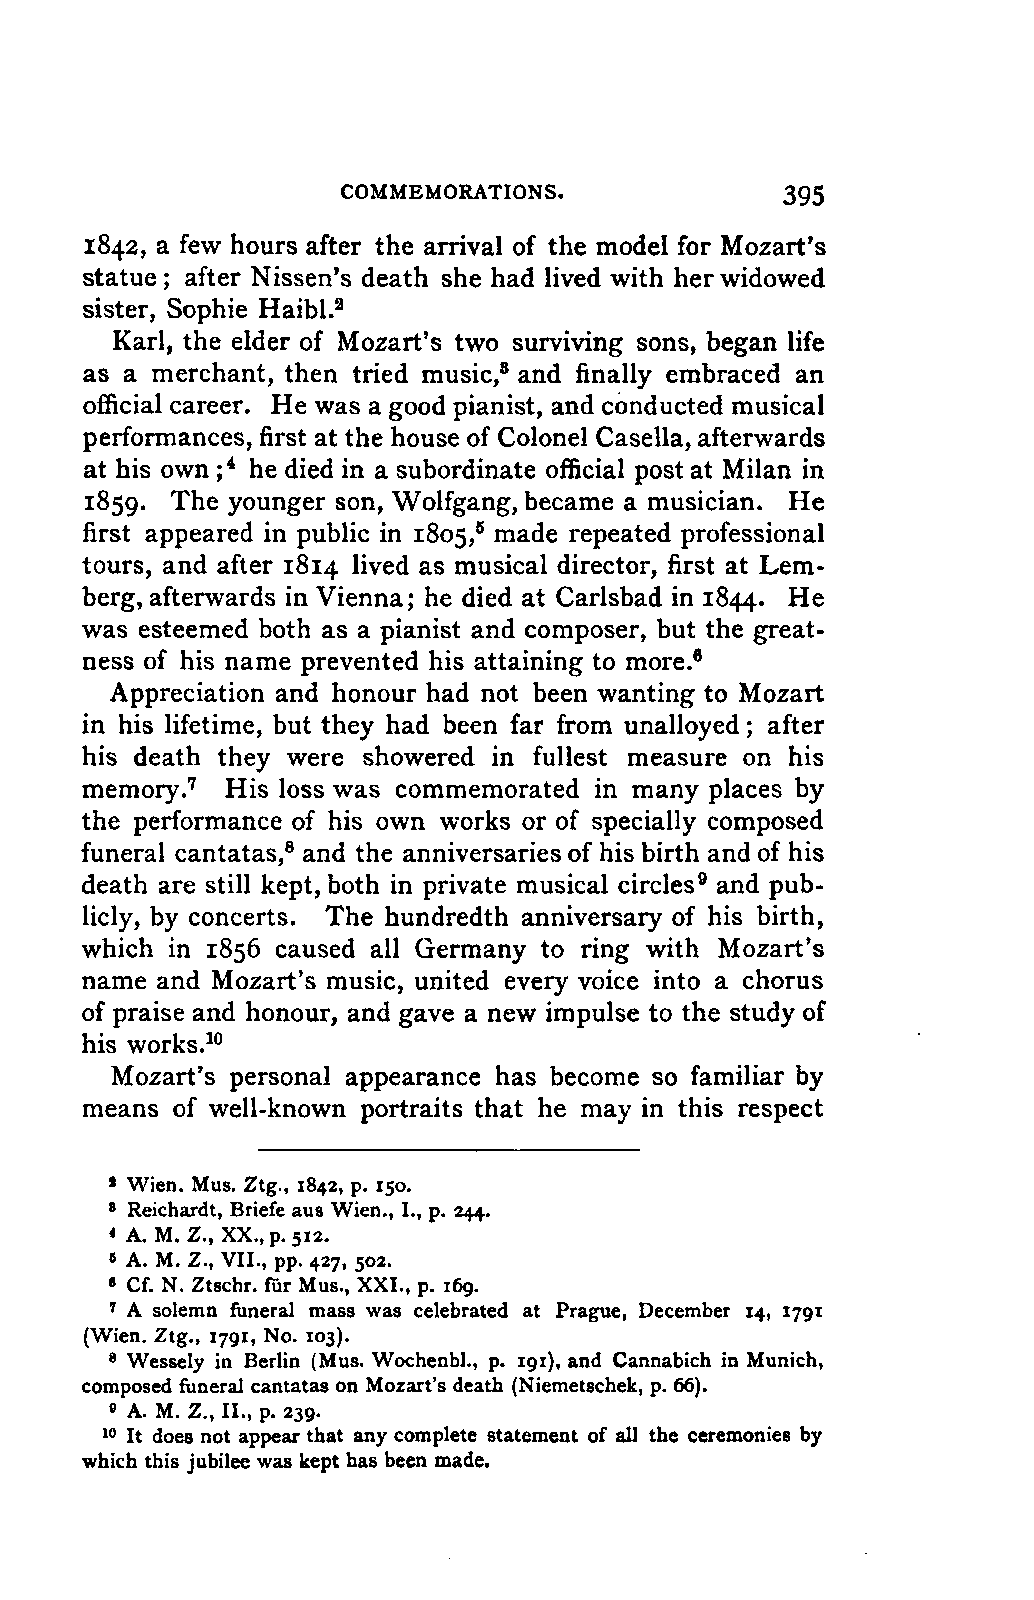 COMMEMORATIONS. 395
1842, a few hours after the arrival of the model for Mozart's
statue; after Nissen's death she had lived with her widowed
sister, Sophie Haibl.²
Karl, the elder of Mozart's two surviving sons, began life
as a merchant, then tried music,³ and finally embraced an
official career. He was a good pianist, and conducted musical
performances, first at the house of Colonel Casella, afterwards
at his own;⁴ he died in a subordinate official post at Milan in
1859. The younger son, Wolfgang, became a musician. He
first appeared in public in 1805,⁵ made repeated professional
tours, and after 1814 lived as musical director, first at Lem-
berg, afterwards in Vienna; he died at Carlsbad in 1844. He
was esteemed both as a pianist and composer, but the great-
ness of his name prevented his attaining to more.⁶
Appreciation and honour had not been wanting to Mozart
in his lifetime, but they had been far from unalloyed; after
his death they were showered in fullest measure on his
memory.⁷ His loss was commemorated in many places by
the performance of his own works or of specially composed
funeral cantatas,⁸ and the anniversaries of his birth and of his
death are still kept, both in private musical circles⁹ and pub-
licly, by concerts. The hundredth anniversary of his birth,
which in 1856 caused all Germany to ring with Mozart's
name and Mozart's music, united every voice into a chorus
of praise and honour, and gave a new impulse to the study of
his works.¹⁰
Mozart's personal appearance has become so familiar by
means of well-known portraits that he may in this respect
² Wien. Mus. Ztg., 1842, p. 150.
³ Reichardt, Briefe aus Wien., I., p. 244.
⁴ A. M. Z., XX., p. 512.
⁵ A. M. Z., VII., pp. 427, 502.
⁶ Cf. N. Ztschr. für Mus., XXI., p. 169.
⁷ A solemn funeral mass was celebrated at Prague, December 14, 1791
(Wien. Ztg., 1791, No. 103).
⁸ Wessely in Berlin (Mus. Wochenbl., p. 191), and Cannabich in Munich,
composed funeral cantatas on Mozart's death (Niemetschek, p. 66).
⁹ A. M. Z., II., p. 239.
¹⁰ It does not appear that any complete statement of all the ceremonies by
which this jubilee was kept has been made.